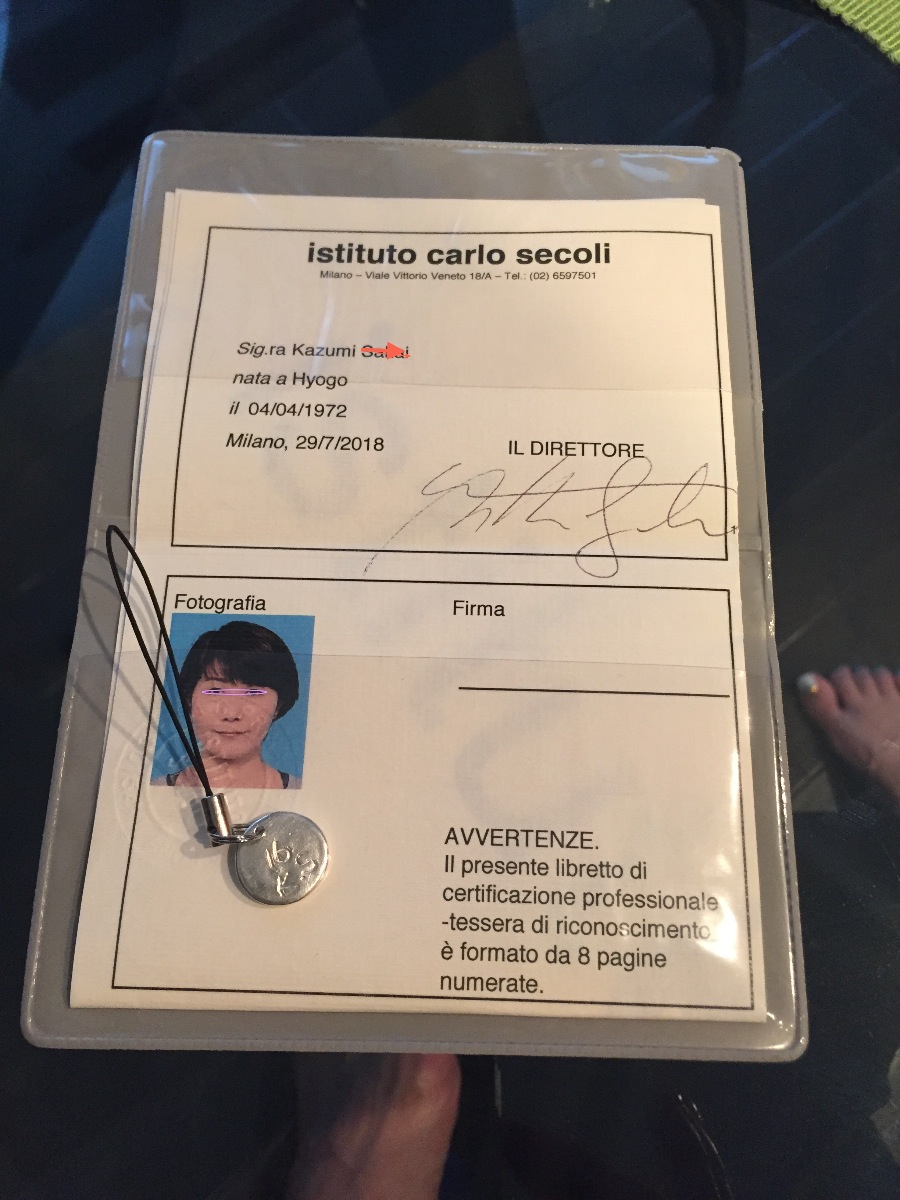 istituto carlo secoli
Milano – Viale Vittorio Veneto 18/A – Tel.: (02) 6597501
Sig.ra Kazumi
nata a Hyogo
il 04/04/1972
Milano, 29/7/2018
IL DIRETTORE
Fotografia
Firma
AVVERTENZE.
Il presente libretto di
certificazione professionale
-tessera di riconoscimento
è formato da 8 pagine
numerate.